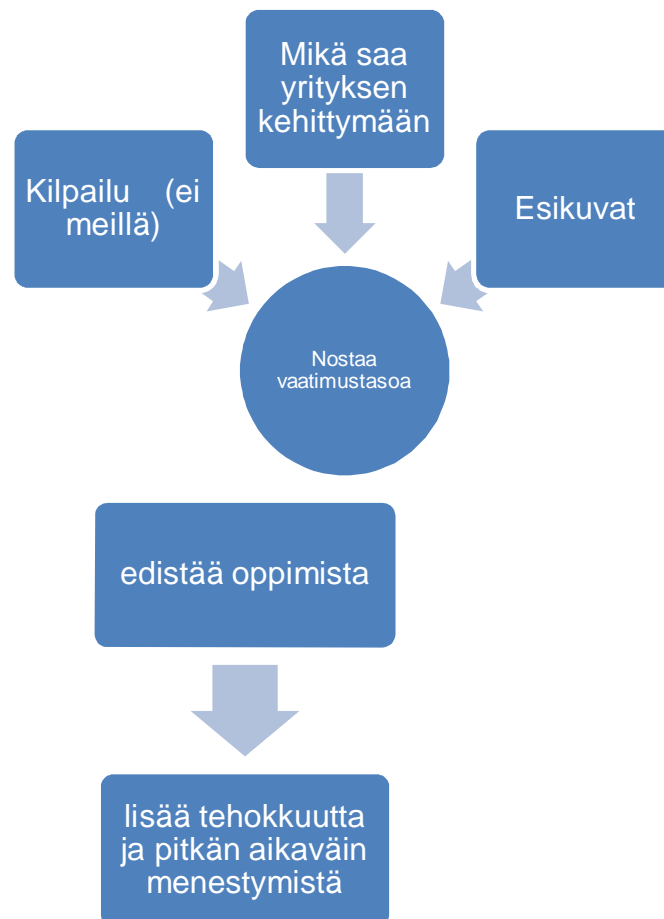 Mikä saa
yrityksen
kehittymään
Kilpailu (ei
meillä)
Esikuvat
Nostaa
vaatimustasoa
edistää oppimista
lisää tehokkuutta
ja pitkän aikaväin
menestymistä